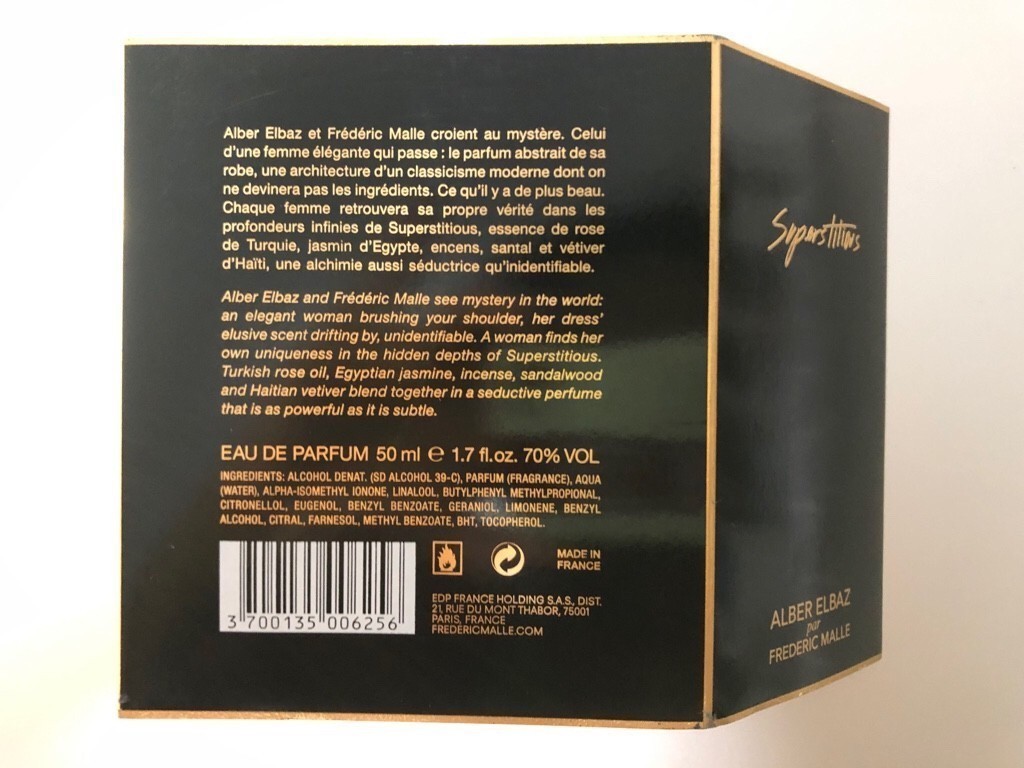 Alber Elbaz et Frédéric Malle croient au mystère. Celui
d'une femme élégante qui passe : le parfum abstrait de sa
robe, une architecture d'un classicisme moderne dont on
ne devinera pas les ingrédients. Ce qu'il y a de plus beau.
Chaque femme retrouvera sa propre vérité dans les
profondeurs infinies de Superstitious, essence de rose
de Turquie, jasmin d'Egypte, encens, santal et vétiver
d'Haïti, une alchimie aussi séductrice qu'inidentifiable.
Alber Elbaz and Frédéric Malle see mystery in the world:
an elegant woman brushing your shoulder, her dress'
elusive scent drifting by, unidentifiable. A woman finds her
own uniqueness in the hidden depths of Superstitious.
Turkish rose oil, Egyptian jasmine, incense, sandalwood
and Haitian vetiver blend together in a seductive perfume
that is as powerful as it is subtle.
EAU DE PARFUM 50 ml ℮ 1.7 fl.oz. 70% VOL
INGREDIENTS: ALCOHOL DENAT. (SD ALCOHOL 39-C), PARFUM (FRAGRANCE), AQUA
(WATER), ALPHA-ISOMETHYL IONONE, LINALOOL, BUTYLPHENYL METHYLPROPIONAL,
CITRONELLOL, EUGENOL, BENZYL BENZOATE, GERANIOL, LIMONENE, BENZYL
ALCOHOL, CITRAL, FARNESOL, METHYL BENZOATE, BHT, TOCOPHEROL.
MADE IN
FRANCE
EDP FRANCE HOLDING S.A.S., DIST.
21, RUE DU MONT THABOR, 75001
PARIS, FRANCE
FREDERICMALLE.COM
3 700135 006256
Superstitious
ALBER ELBAZ
par
FREDERIC MALLE